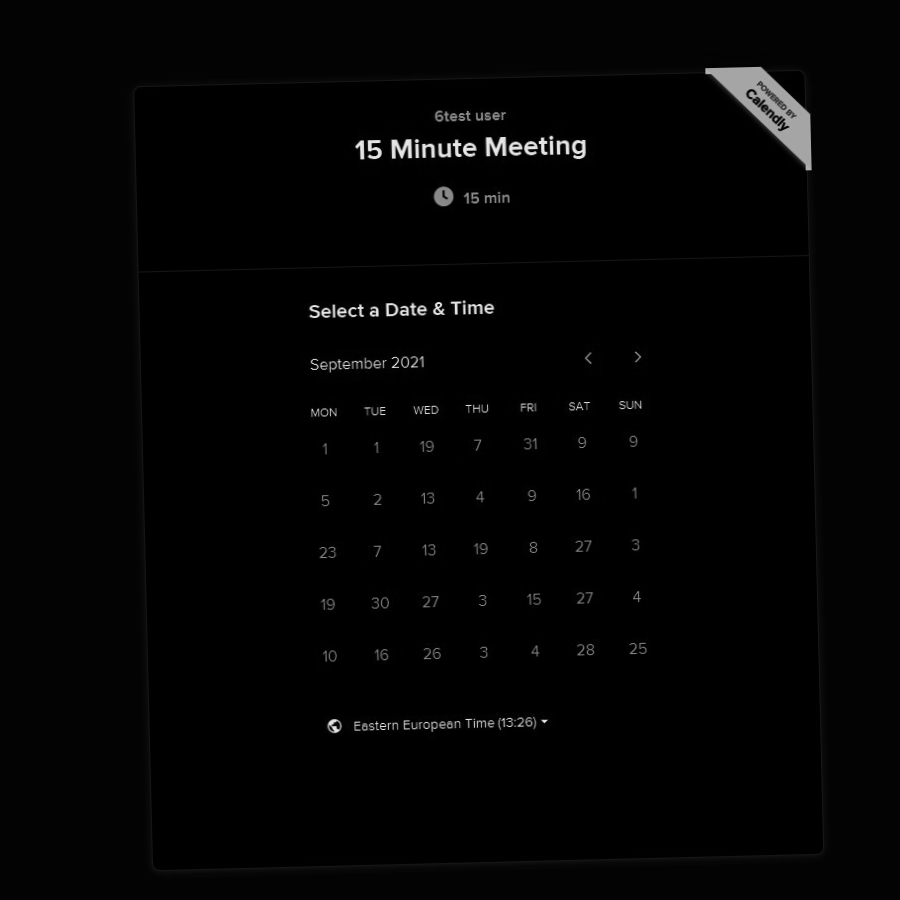 POWERED BY
Calendly
6test user
15 Minute Meeting
15 min
Select a Date & Time
September 2021
MON TUE WED THU FRI SAT SUN
1 1 19 7 31 9 9
5 2 13 4 9 16 1
23 7 13 19 8 27 3
19 30 27 3 15 27 4
10 16 26 3 4 28 25
Eastern European Time (13:26)